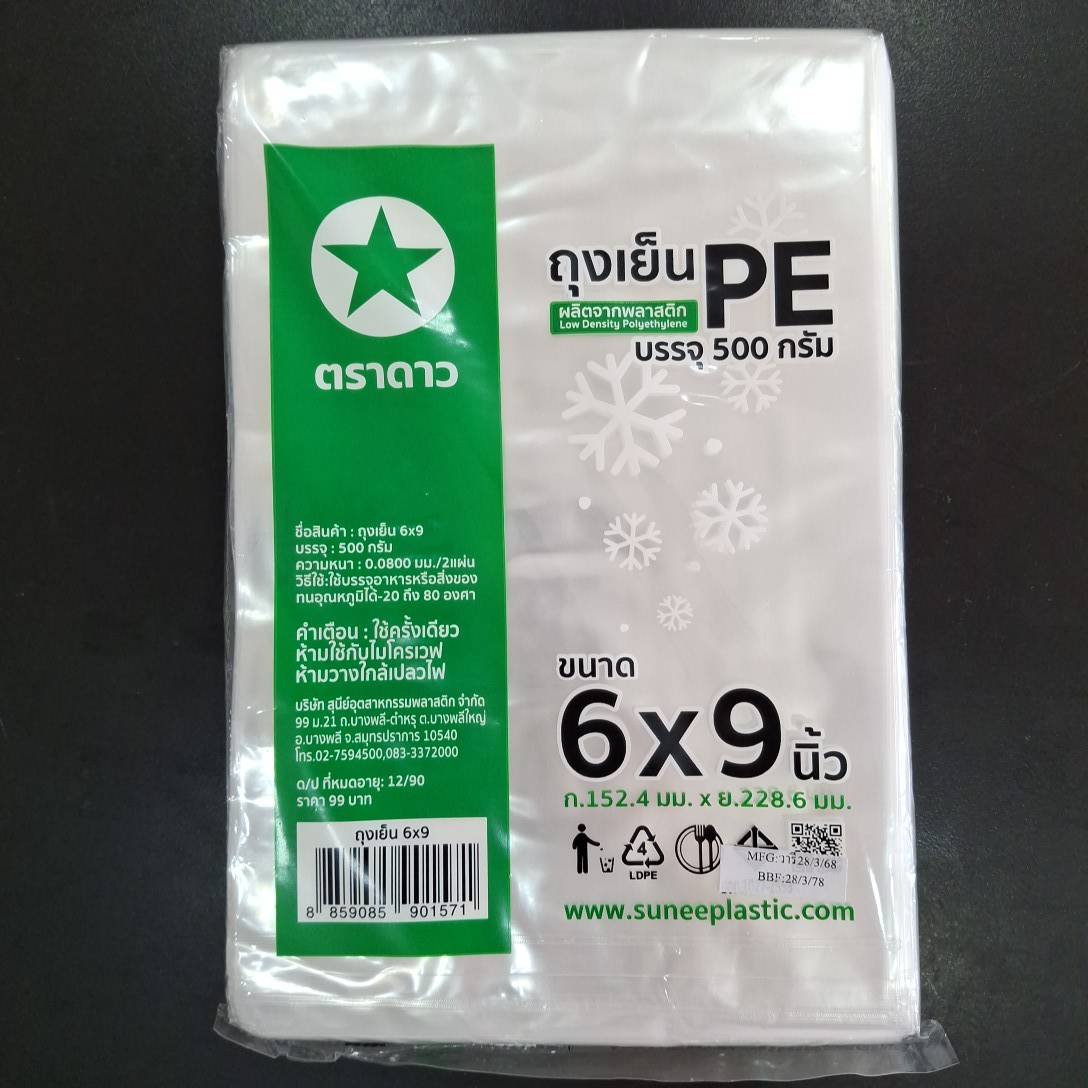 ตราดาว
ถุงเย็น PE
ผลิตจากพลาสติก
Low Density Polyethylene
บรรจุ 500 กรัม
ชื่อสินค้า : ถุงเย็น 6x9
บรรจุ : 500 กรัม
ความหนา : 0.0800 มม./2แผ่น
วิธีใช้:ใช้บรรจุอาหารหรือสิ่งของ
ทนอุณหภูมิได้-20 ถึง 80 องศา
คำเตือน : ใช้ครั้งเดียว
ห้ามใช้กับไมโครเวฟ
ห้ามวางใกล้เปลวไฟ
บริษัท สุนีย์อุตสาหกรรมพลาสติก จำกัด
99 ม.21 ถ.บางพลี-ตำหรุ ต.บางพลีใหญ่
อ.บางพลี จ.สมุทรปราการ 10540
โทร.02-7594500,083-3372000
ด/ป ที่หมดอายุ: 12/90
ราคา 99 บาท
ถุงเย็น 6x9
8 859085 901571
ขนาด
6x9 นิ้ว
ก.152.4 มม. x ย.228.6 มม.
4
LDPE
MFG:วารี28/3/68
BBF:28/3/78
www.suneeplastic.com